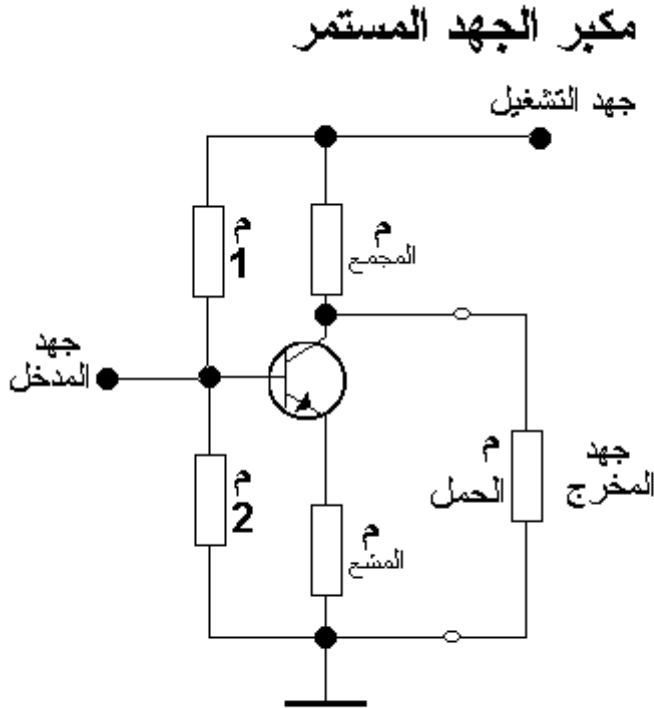 مكبر الجهد المستمر
جهد التشغيل
م
1
م
المجمع
جهد
المدخل
م
2
م
المشع
م
الحمل
جهد
المخرج